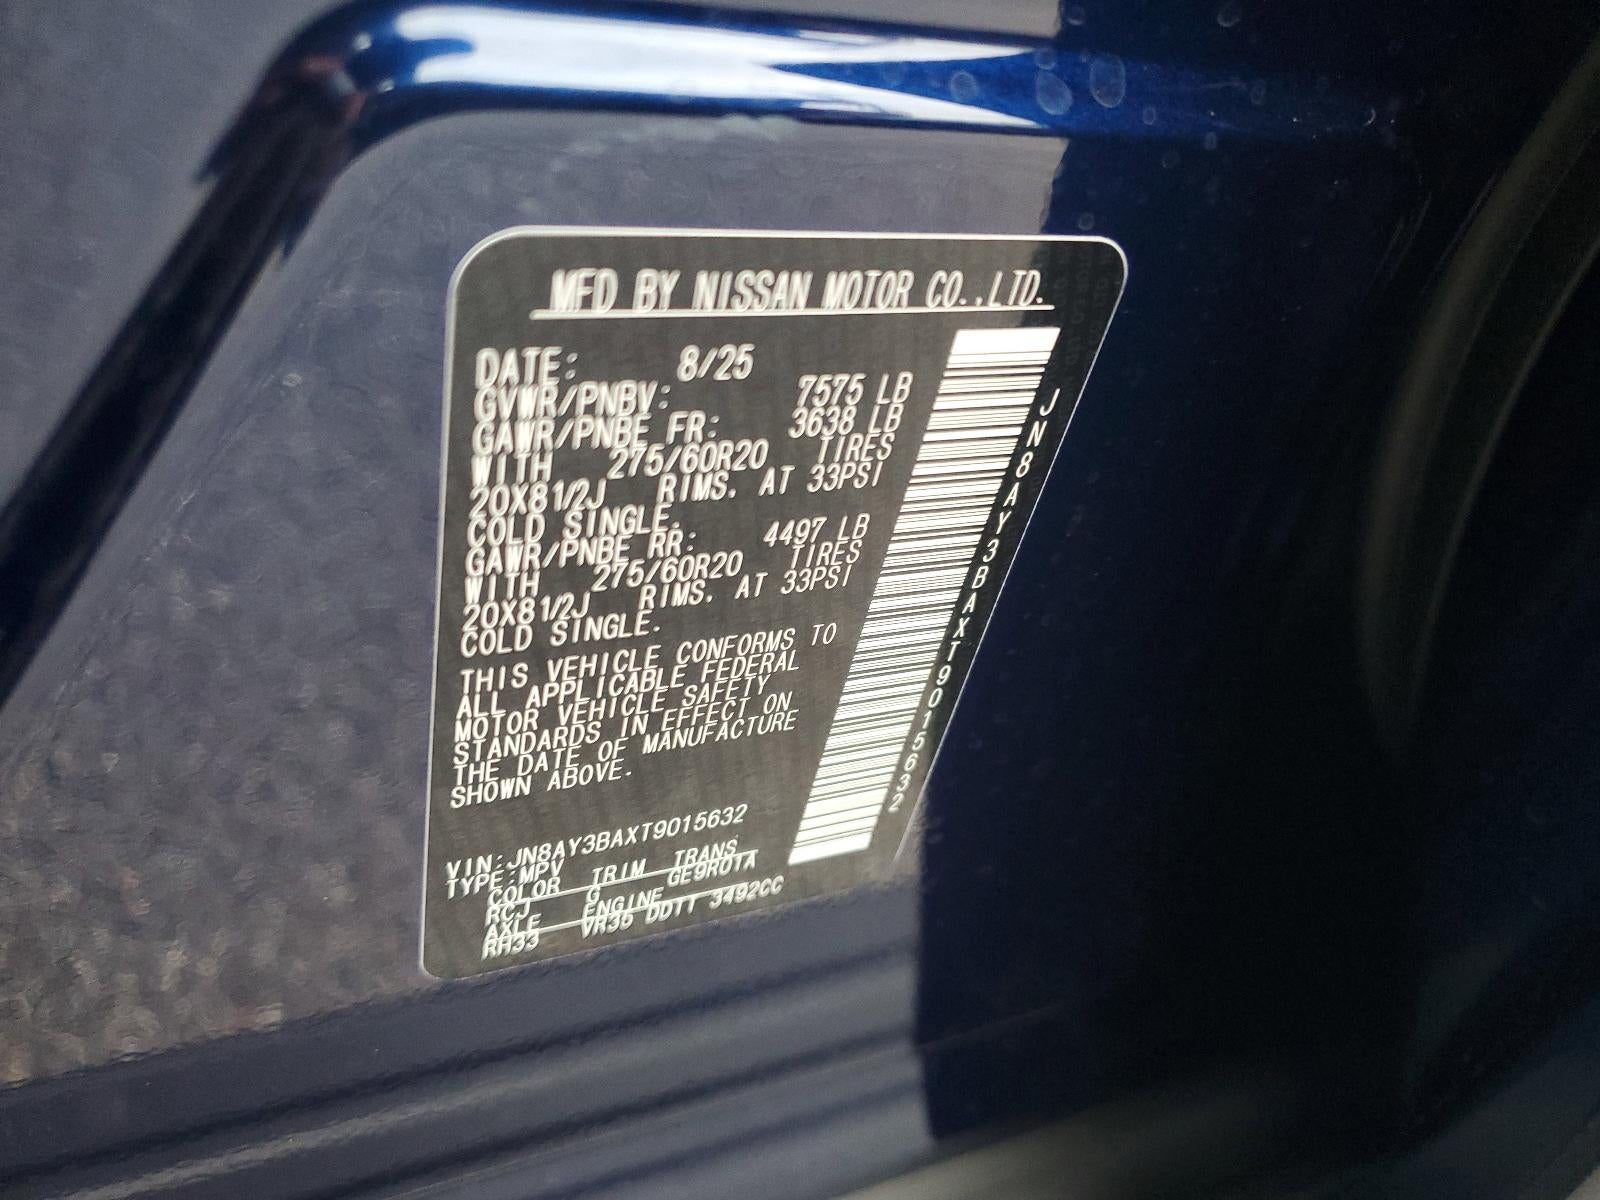 MFD BY NISSAN MOTOR CO.,LTD.
DATE: 8/25
GVWR/PNBV: 7575 LB
GAWR/PNBE FR: 3638 LB
WITH 275/60R20 TIRES
20X81/2J RIMS. AT 33PSI
COLD SINGLE.
GAWR/PNBE RR: 4497 LB
WITH 275/60R20 TIRES
20X81/2J RIMS. AT 33PSI
COLD SINGLE.
THIS VEHICLE CONFORMS TO
ALL APPLICABLE FEDERAL
MOTOR VEHICLE SAFETY
STANDARDS IN EFFECT ON
THE DATE OF MANUFACTURE
SHOWN ABOVE.
VIN:JN8AY3BAXT9015632
TYPE:MPV
COLOR TRIM TRANS
RCJ G GE9R01A
AXLE ENGINE
RH33 VR35 DDTT 3492CC
JN8AY3BAXT9015632